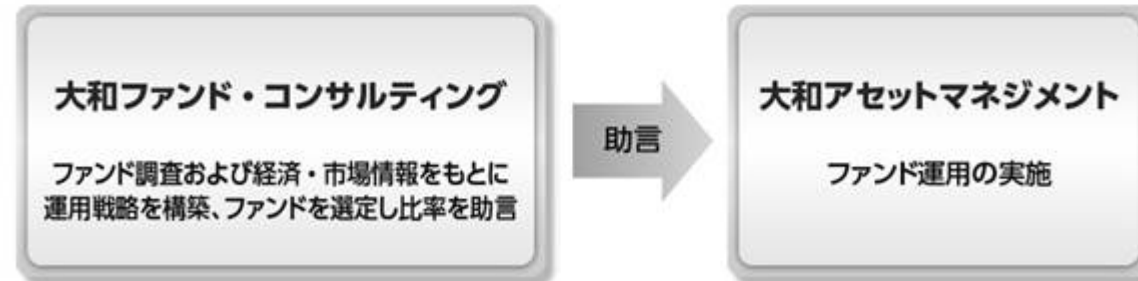 大和ファンド・コンサルティング
ファンド調査および経済・市場情報をもとに
運用戦略を構築、ファンドを選定し比率を助言
助言
大和アセットマネジメント
ファンド運用の実施